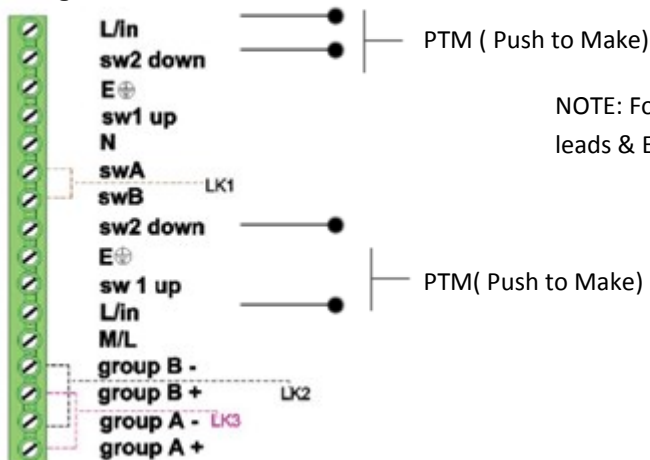 L/in
sw2 down
E
sw1 up
N
swA
swB
LK1
sw2 down
E
sw 1 up
L/in
M/L
group B -
group B +
LK2
group A -
LK3
group A +
PTM ( Push to Make)
NOTE: Fo
leads & E
PTM( Push to Make)